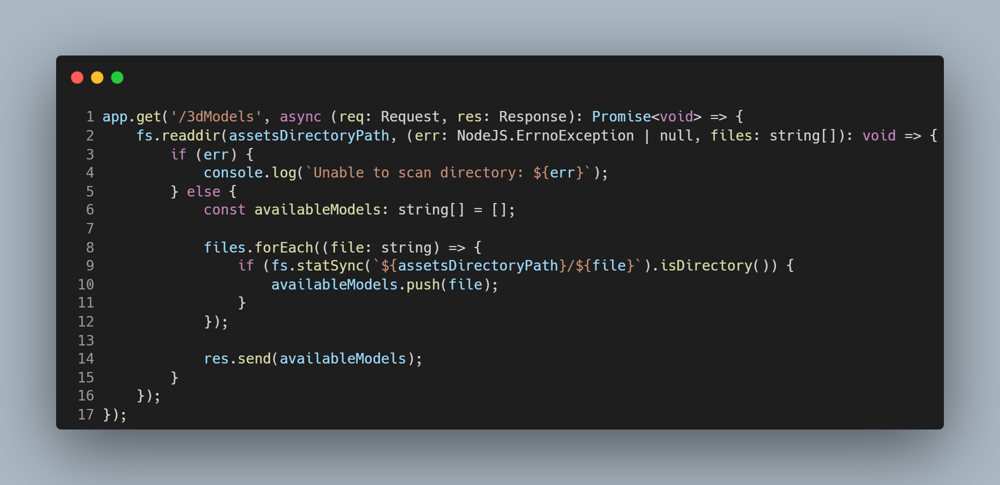 1 app.get('/3dModels', async (req: Request, res: Response): Promise<void> => {
2     fs.readdir(assetsDirectoryPath, (err: NodeJS.ErrnoException | null, files: string[]): void => {
3         if (err) {
4             console.log(`Unable to scan directory: ${err}`);
5         } else {
6             const availableModels: string[] = [];
7
8             files.forEach((file: string) => {
9                 if (fs.statSync(`${assetsDirectoryPath}/${file}`).isDirectory()) {
10                     availableModels.push(file);
11                 }
12             });
13
14             res.send(availableModels);
15         }
16     });
17 });